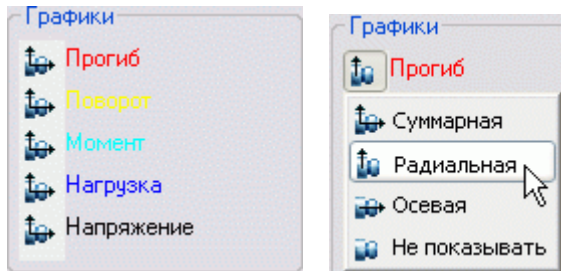 Графики
Прогиб
Поворот
Момент
Нагрузка
Напряжение
Графики
Прогиб
Суммарная
Радиальная
Осевая
Не показывать